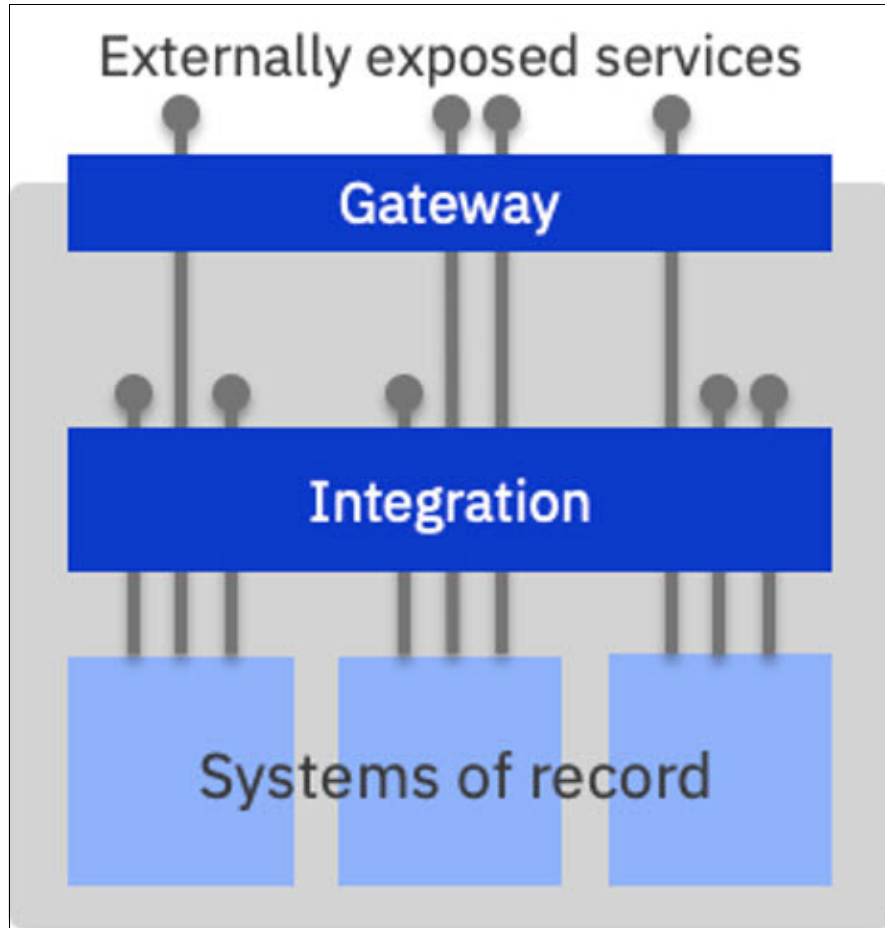 Externally exposed services
Gateway
Integration
Systems of record